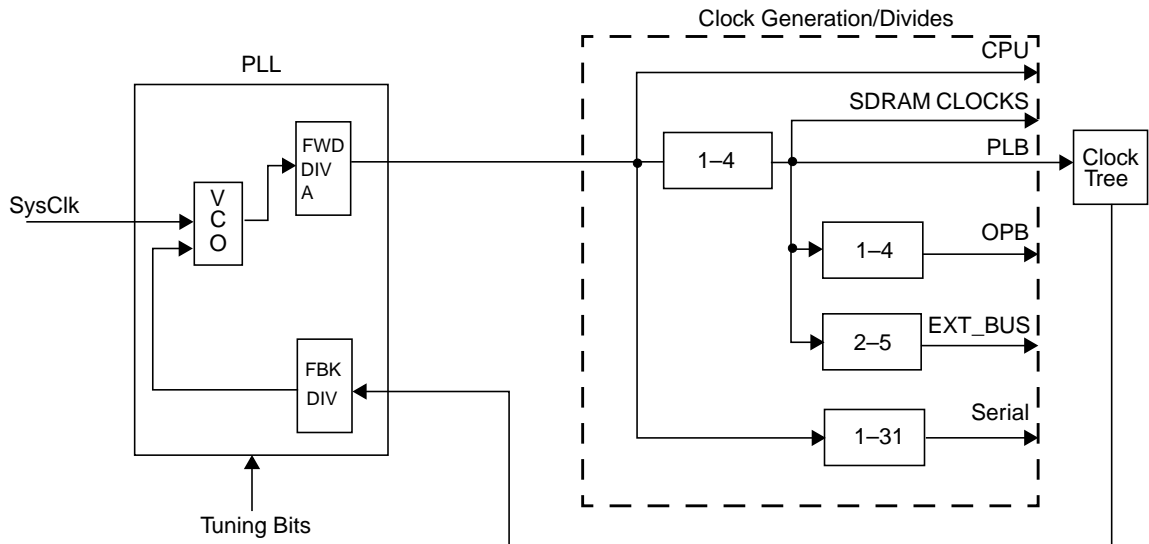 Clock Generation/Divides
PLL
CPU
SDRAM CLOCKS
PLB
FWD
DIV
A
1–4
Clock
Tree
SysClk
V
C
O
OPB
1–4
EXT_BUS
2–5
FBK
DIV
Serial
1–31
Tuning Bits